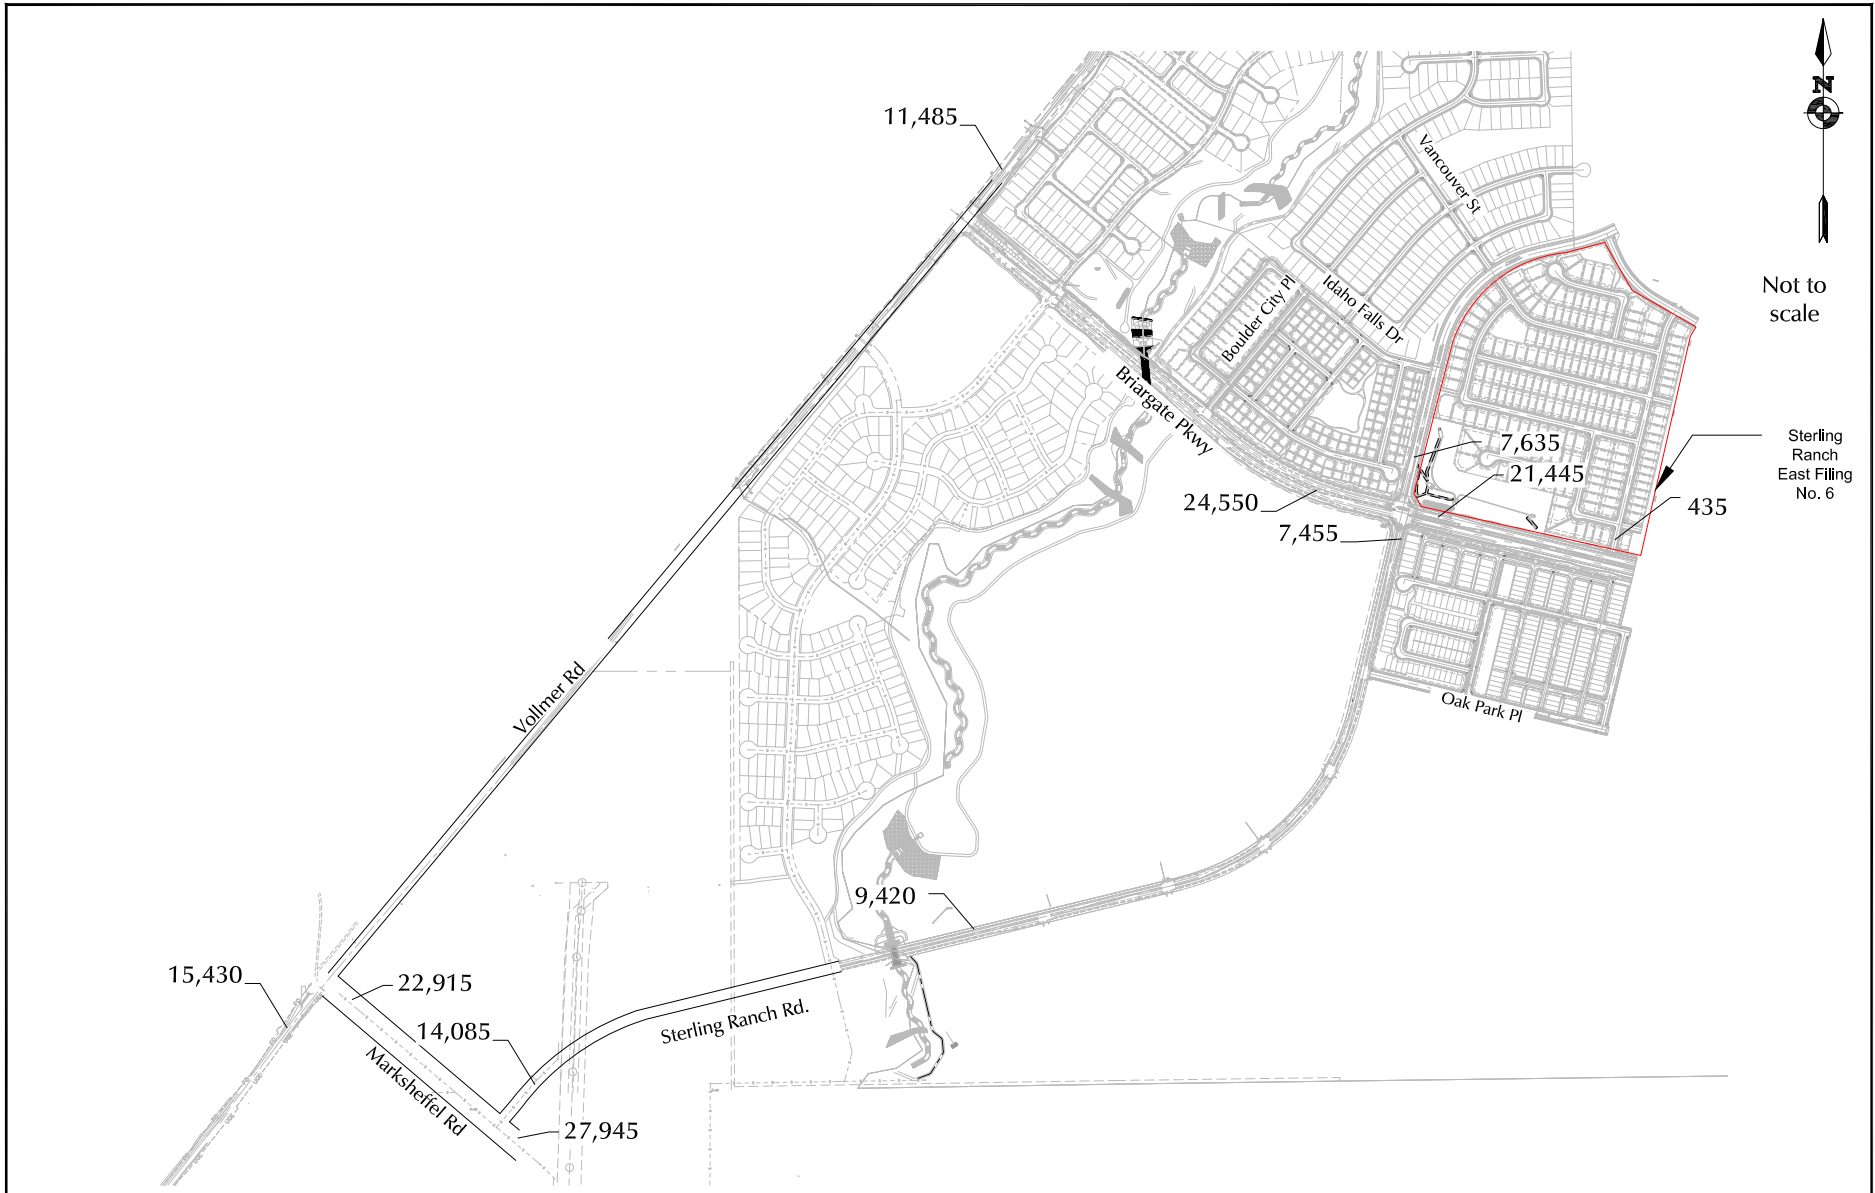 N
11,485
Vancouver St
Not to
scale
Boulder City Pl
Idaho Falls Dr
Briargate Pkwy
7,635
21,445
24,550
7,455
435
Sterling
Ranch
East Filing
No. 6
Vollmer Rd
Oak Park Pl
9,420
15,430
22,915
14,085
Sterling Ranch Rd.
Marksheffel Rd
27,945